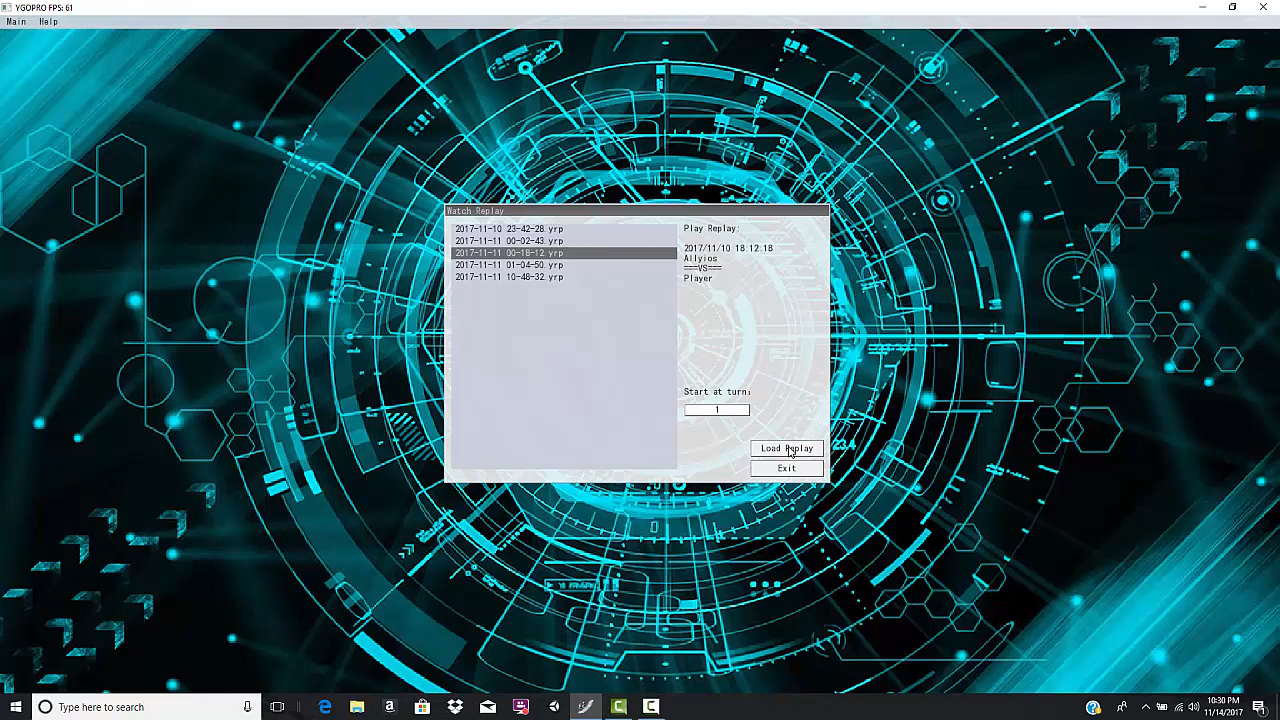 YGOPRO FPS: 61
Main Help
Watch Replay
2017-11-10 23-42-28.yrp
2017-11-11 00-02-43.yrp
2017-11-11 00-18-12.yrp
2017-11-11 01-04-50.yrp
2017-11-11 10-48-32.yrp
Play Replay:
2017/11/10 18:12:18
Allyios
===VS===
Player
Start at turn:
1
Load Replay
Exit
Type here to search
10:30 PM
11/14/2017